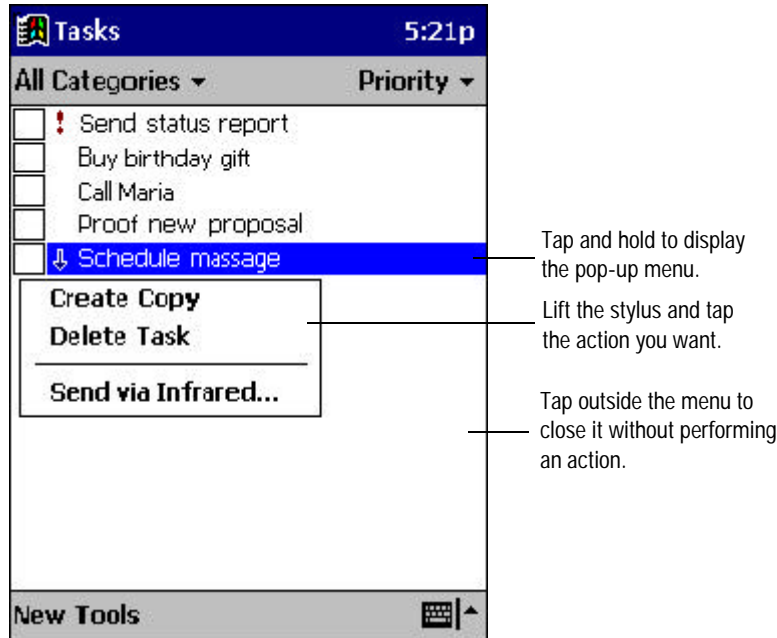 Tasks 5:21p
All Categories Priority
! Send status report
Buy birthday gift
Call Maria
Proof new proposal
Schedule massage
Create Copy
Delete Task
Send via Infrared...
Tap and hold to display
the pop-up menu.
Lift the stylus and tap
the action you want.
Tap outside the menu to
close it without performing
an action.
New Tools